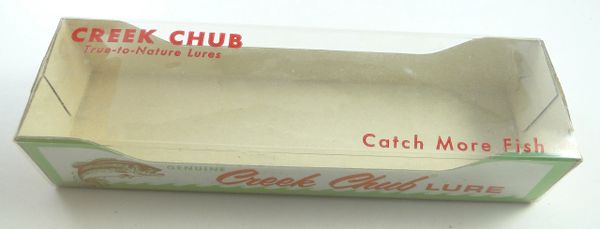 CREEK CHUB
True-to-Nature Lures
Catch More Fish
GENUINE
Creek Chub LURE